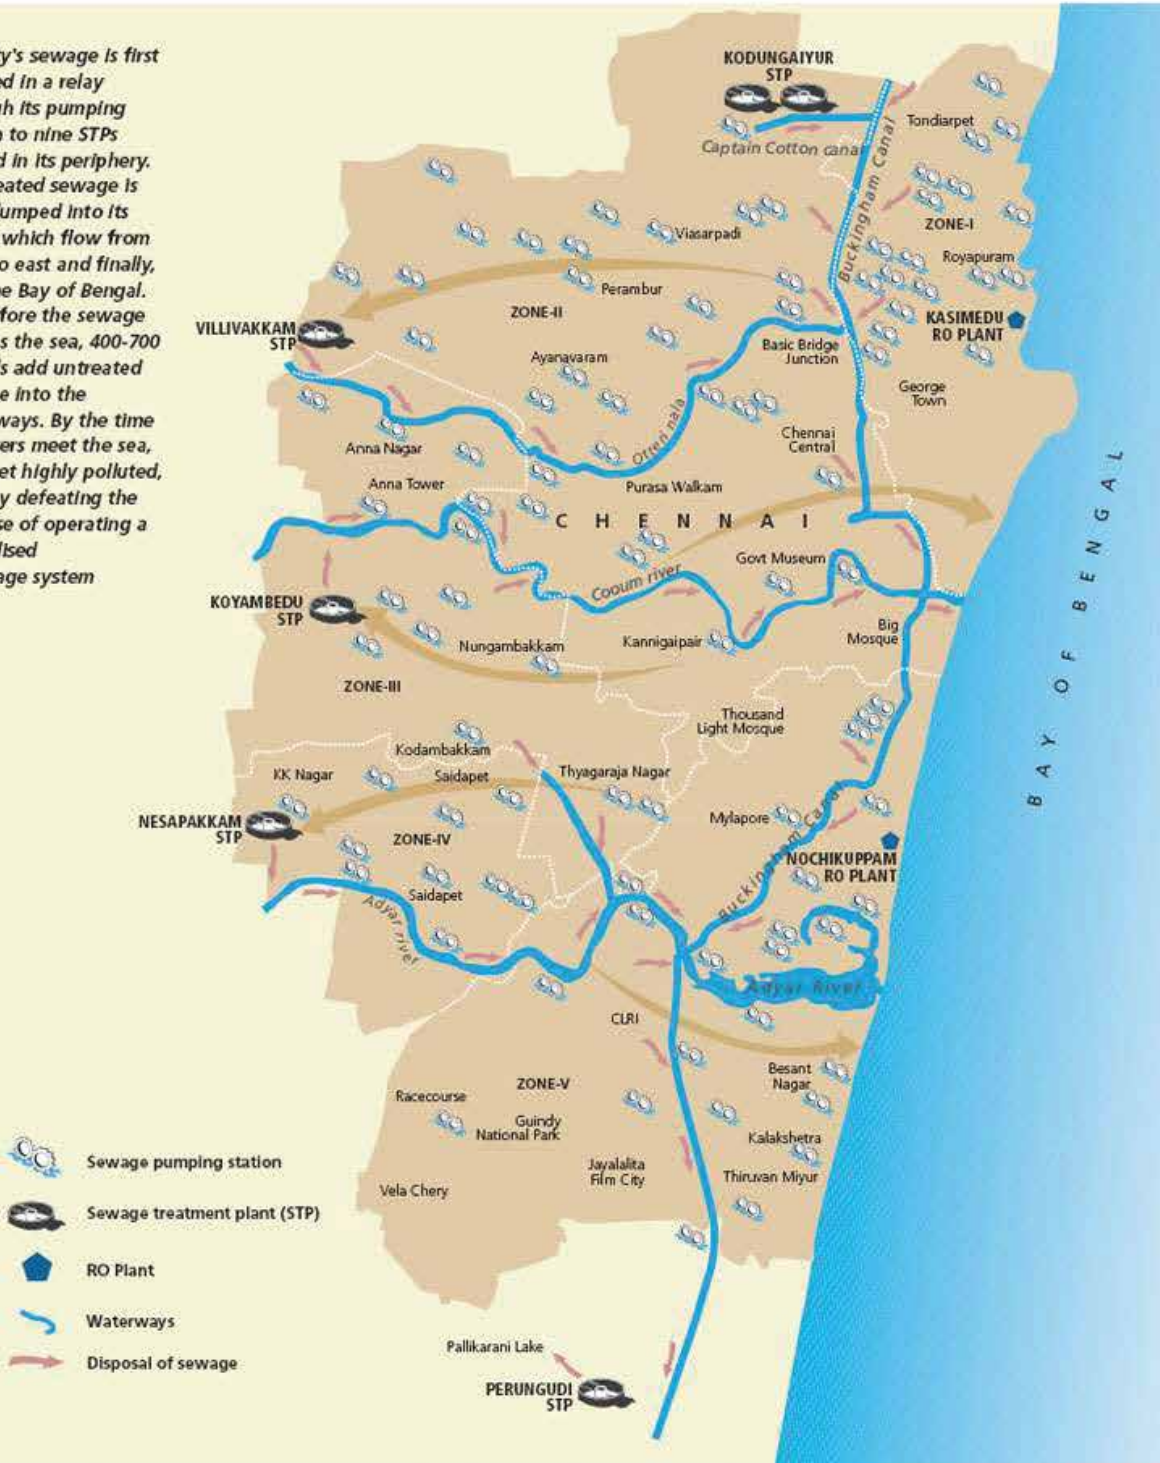 y's sewage is first
ed in a relay
gh its pumping
n to nine STPs
d in its periphery.
eated sewage is
umped into its
which flow from
o east and finally,
e Bay of Bengal.
fore the sewage
s the sea, 400-700
s add untreated
e into the
ways. By the time
ers meet the sea,
et highly polluted,
y defeating the
se of operating a
lised
age system
KODUNGAIYUR
STP
Tondiarpet
Captain Cotton canal
Buckingham Canal
ZONE-I
Viasarpadi
Royapuram
Perambur
ZONE-II
KASIMEDU
RO PLANT
VILLIVAKKAM
STP
Basic Bridge
Junction
Ayanavaram
George
Town
Otteri nala
Chennai
Central
Anna Nagar
Anna Tower
Purasa Walkam
CHENNAI
Govt Museum
Cooum river
KOYAMBEDU
STP
Big
Mosque
Nungambakkam
Kannigaipair
ZONE-III
BAY OF BENGAL
Thousand
Light Mosque
Kodambakkam
KK Nagar
Saidapet
Thyagaraja Nagar
NESAPAKKAM
STP
Mylapore
Buckingham Canal
ZONE-IV
NOCHIKUPPAM
RO PLANT
Saidapet
Adyar river
Adyar River
CLRI
Besant
Nagar
ZONE-V
Racecourse
Guindy
National Park
Kalakshetra
Jayalalita
Film City
Thiruvan Miyur
Vela Chery
Sewage pumping station
Sewage treatment plant (STP)
RO Plant
Waterways
Disposal of sewage
Pallikarani Lake
PERUNGUDI
STP